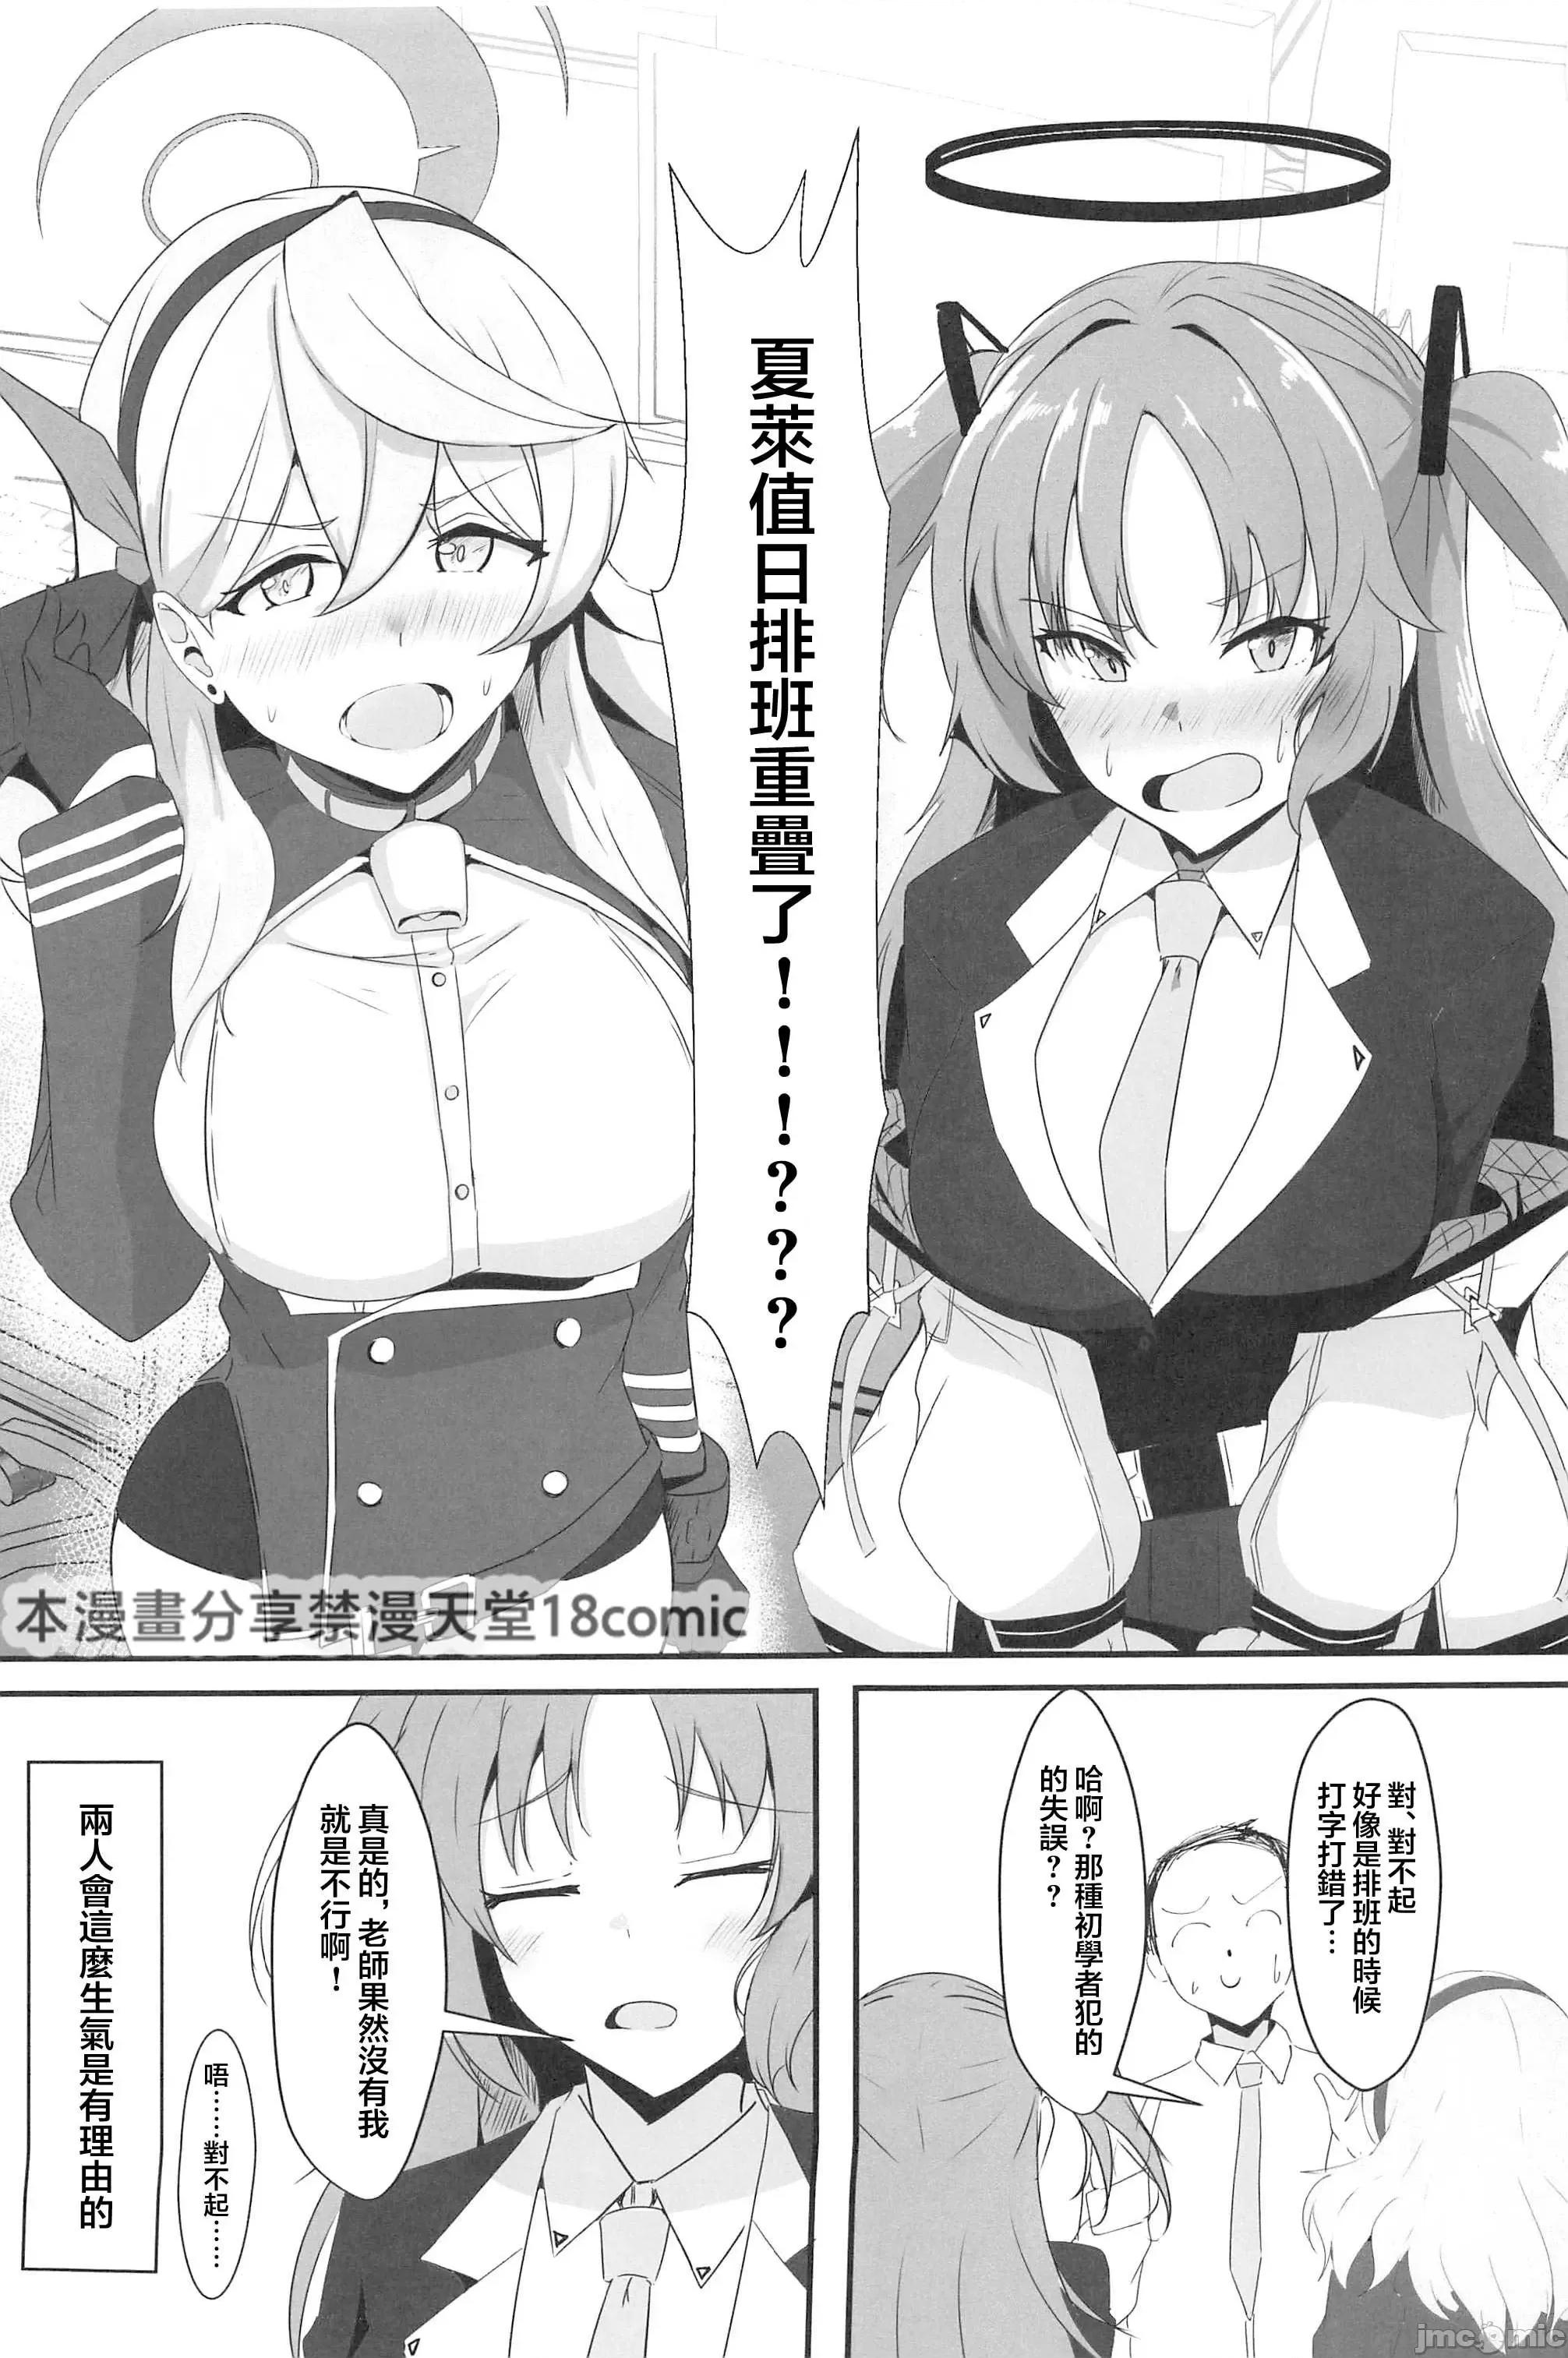 夏萊值日排班重疊了！！！？？？
對、對不起
好像是排班的時候
打字打錯了…
哈啊？那種初學者犯的
的失誤？？
真是的，老師果然沒有我
就是不行啊！
唔……對不起……
兩人會這麼生氣是有理由的
本漫畫分享禁漫天堂18comic
jmcomic